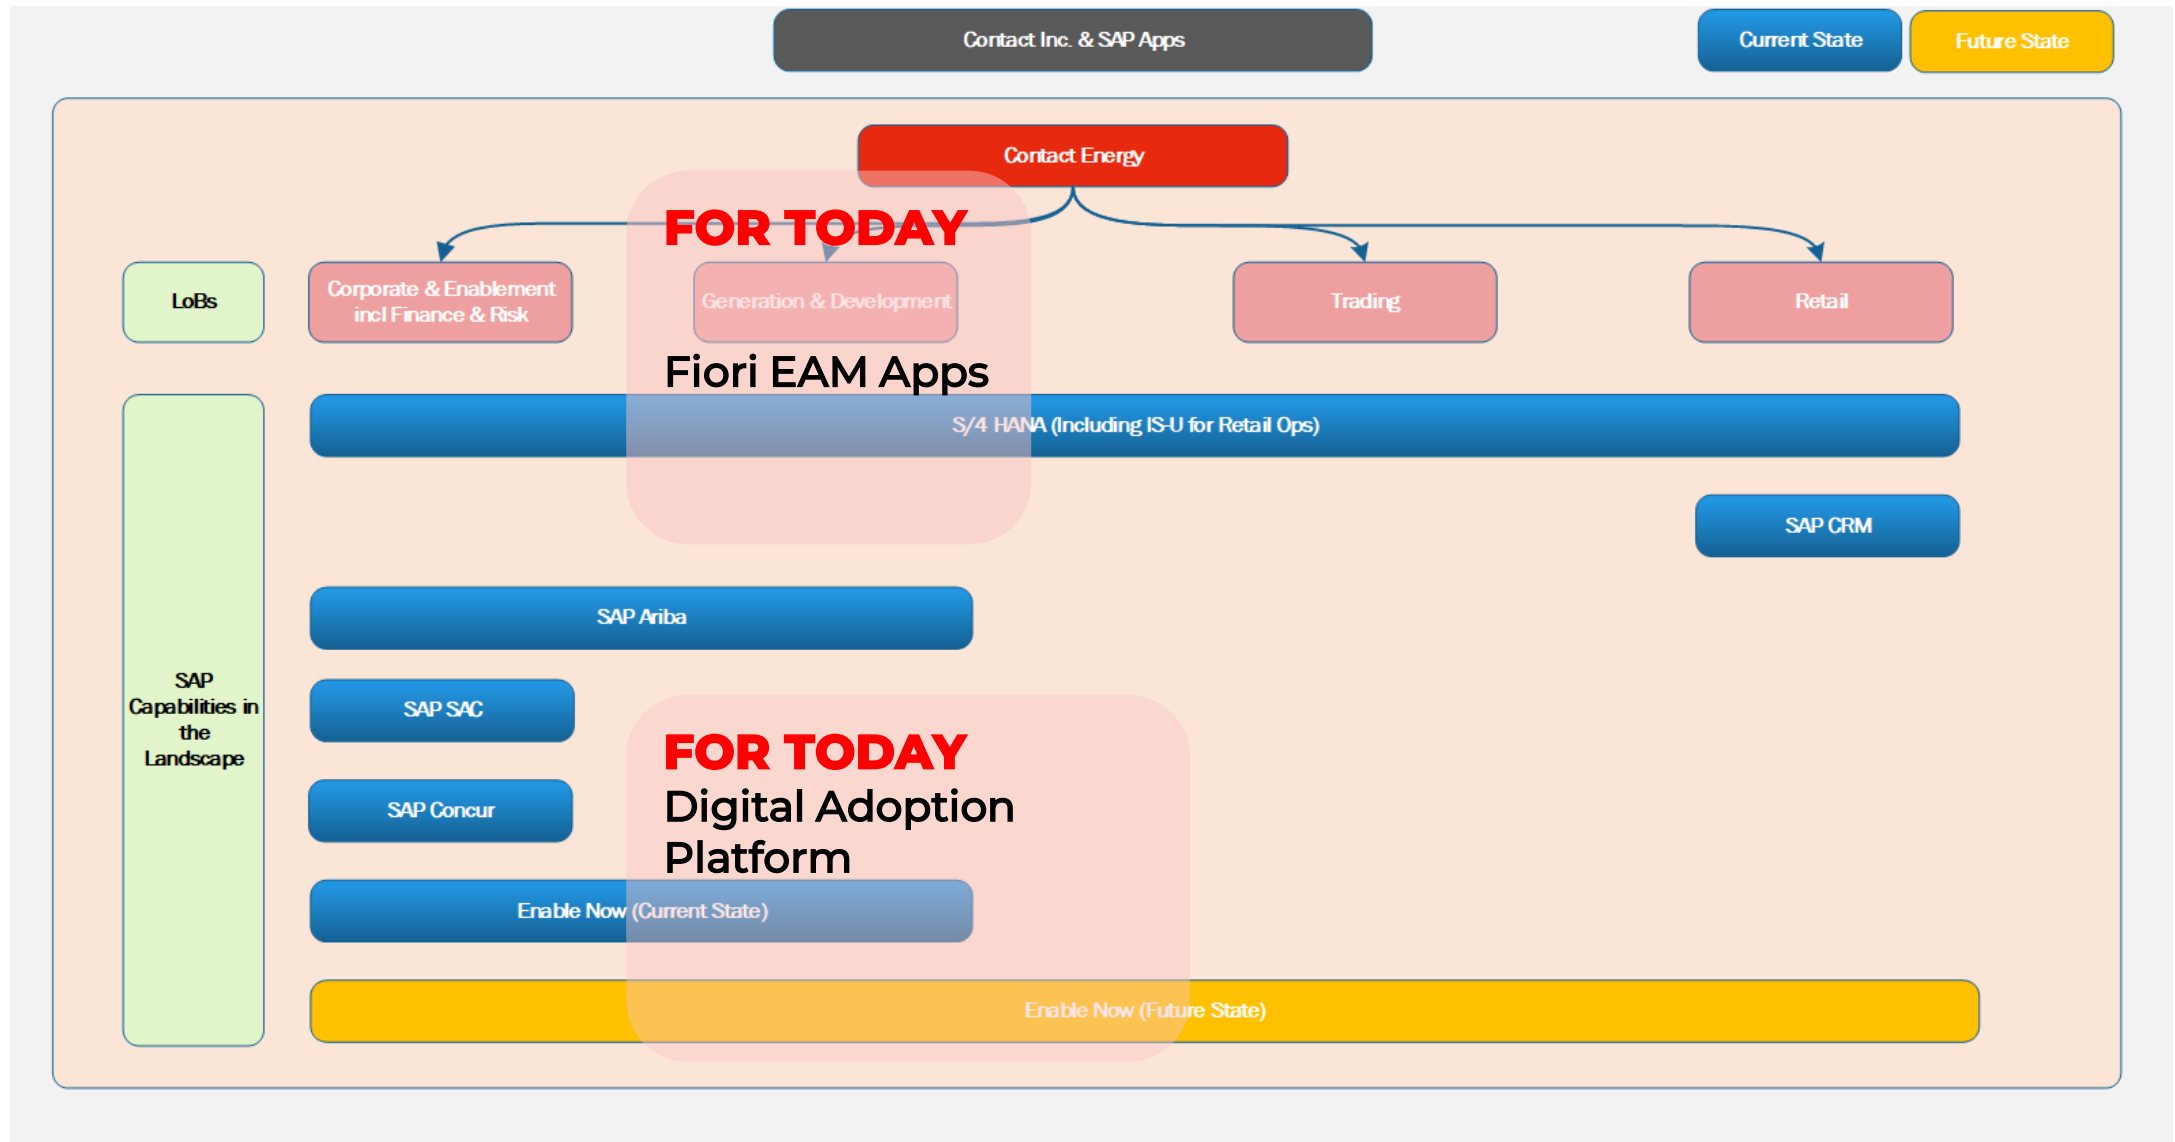 Contact Inc. & SAP Apps
Current State
Future State
Contact Energy
FOR TODAY
LoBs
Corporate & Enablement
incl Finance & Risk
Generation & Development
Trading
Retail
Fiori EAM Apps
S/4 HANA (Including IS-U for Retail Ops)
SAP CRM
SAP Ariba
SAP
Capabilities in
the
Landscape
SAP SAC
FOR TODAY
Digital Adoption
Platform
SAP Concur
Enable Now (Current State)
Enable Now (Future State)